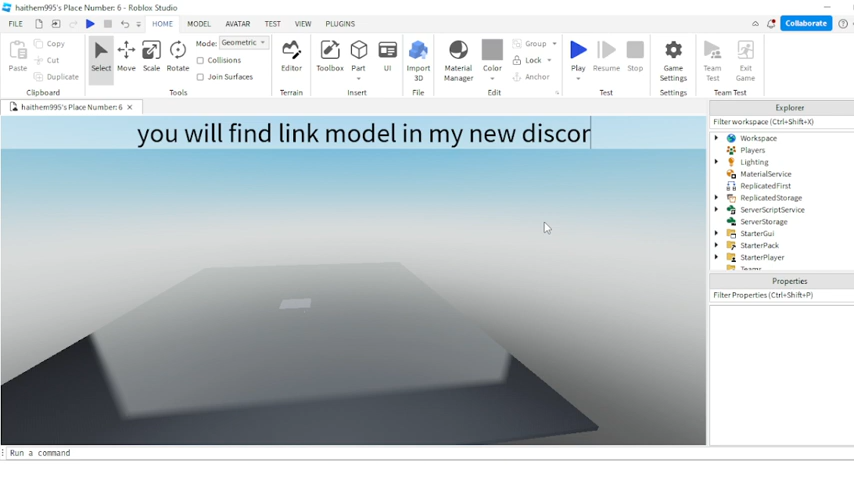 haithem995's Place Number: 6 - Roblox Studio
FILE HOME MODEL AVATAR TEST VIEW PLUGINS Collaborate
Paste Copy Cut Duplicate
Select Move Scale Rotate
Mode: Geometric
Collisions
Join Surfaces
Editor Toolbox Part UI Import 3D
Material Manager Color Group Lock Anchor
Play Resume Stop Game Settings Team Test Exit Game
Clipboard Tools Terrain Insert File Edit Test Settings Team Test
haithem995's Place Number: 6
you will find link model in my new discor
Explorer
Filter workspace (Ctrl+Shift+X)
Workspace
Players
Lighting
MaterialService
ReplicatedFirst
ReplicatedStorage
ServerScriptService
ServerStorage
StarterGui
StarterPack
StarterPlayer
Teams
Properties
Filter Properties (Ctrl+Shift+P)
Run a command